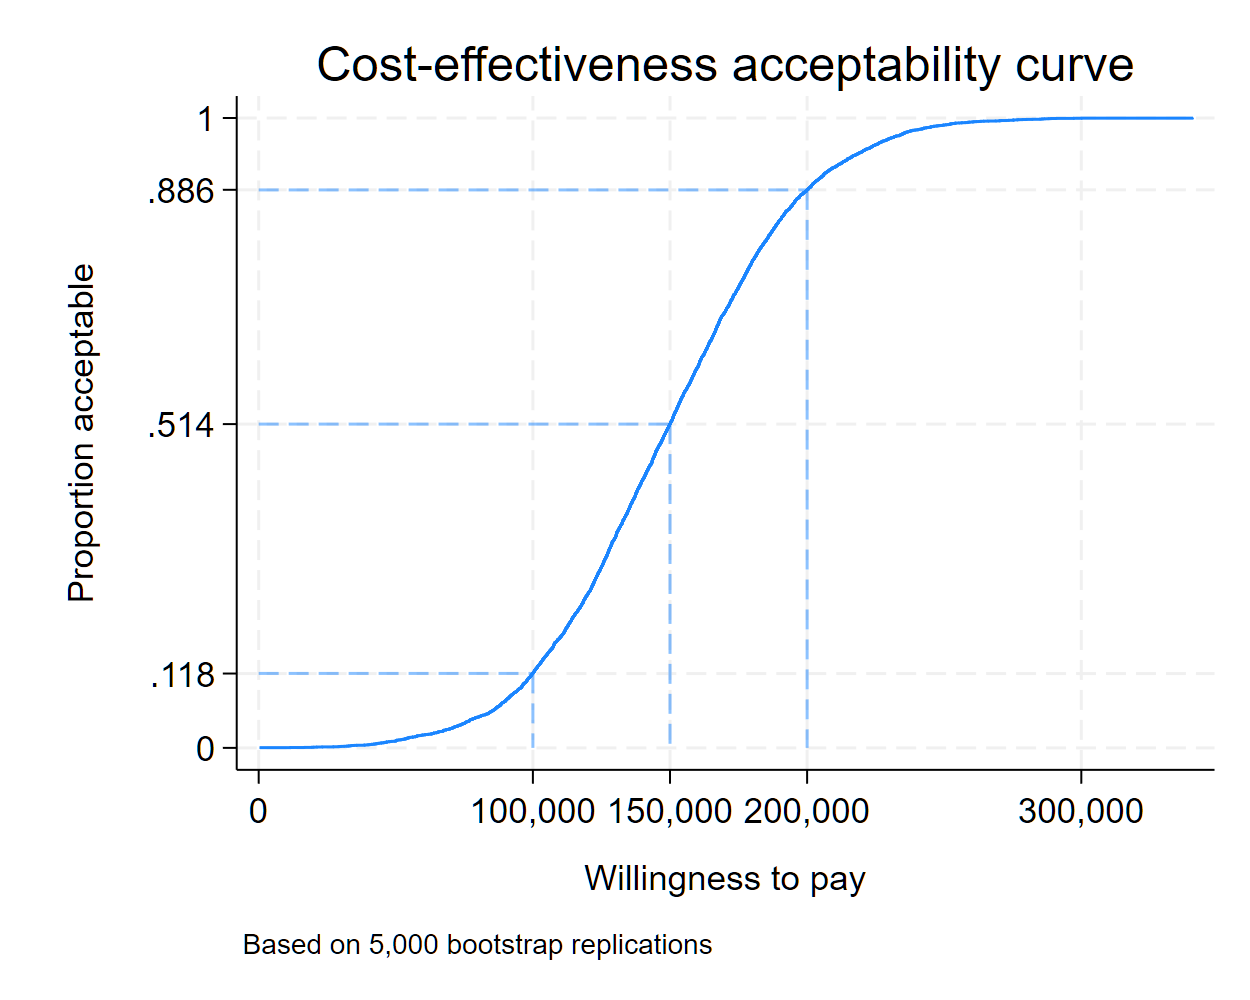 Cost-effectiveness acceptability curve
1
.886
.514
.118
0
Proportion acceptable
0 100,000 150,000 200,000 300,000
Willingness to pay
Based on 5,000 bootstrap replications